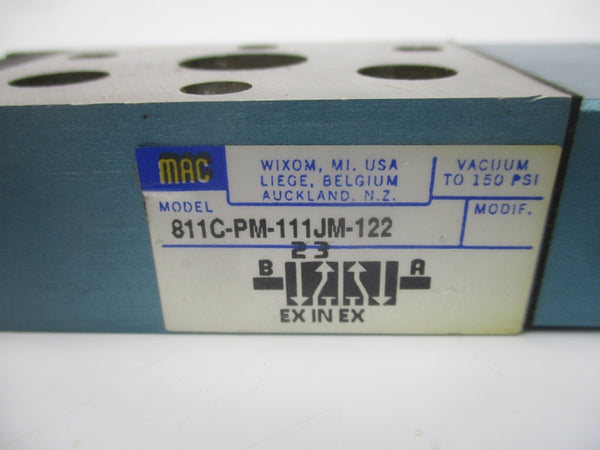 MAC
WIXOM, MI. USA
LIEGE, BELGIUM
AUCKLAND. N.Z.
VACUUM
TO 150 PSI
MODEL
811C-PM-111JM-122
MODIF.
2 3
B A
EX IN EX